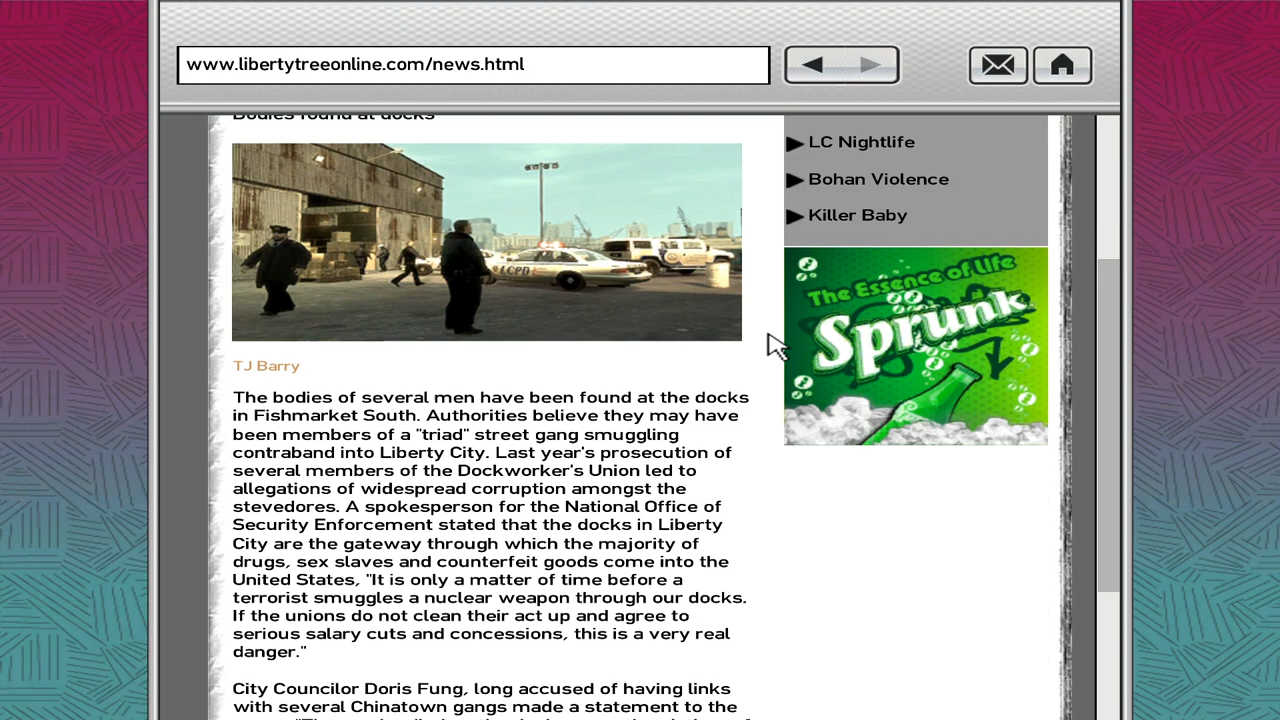 www.libertytreeonline.com/news.html
Bodies found at docks
LC Nightlife
Bohan Violence
Killer Baby
LCPD
The Essence of Life
Sprunk
TJ Barry
The bodies of several men have been found at the docks
in Fishmarket South. Authorities believe they may have
been members of a "triad" street gang smuggling
contraband into Liberty City. Last year's prosecution of
several members of the Dockworker's Union led to
allegations of widespread corruption amongst the
stevedores. A spokesperson for the National Office of
Security Enforcement stated that the docks in Liberty
City are the gateway through which the majority of
drugs, sex slaves and counterfeit goods come into the
United States, "It is only a matter of time before a
terrorist smuggles a nuclear weapon through our docks.
If the unions do not clean their act up and agree to
serious salary cuts and concessions, this is a very real
danger."
City Councilor Doris Fung, long accused of having links
with several Chinatown gangs made a statement to the